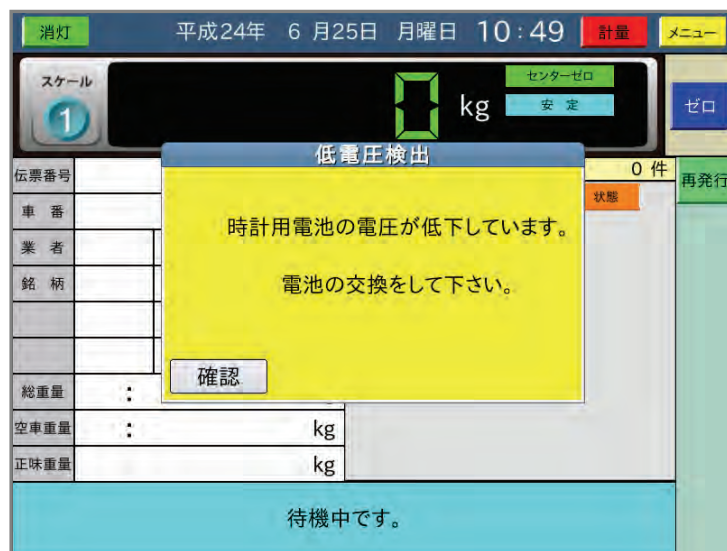 消灯 平成24年 6月25日 月曜日 10:49 計量 メニュー
スケール 1 0 kg センターゼロ 安定 ゼロ
低電圧検出
伝票番号 0 件 再発行
車番 状態
時計用電池の電圧が低下しています。
業者
銘柄 電池の交換をして下さい。
確認
総重量 :
空車重量 : kg
正味重量 kg
待機中です。